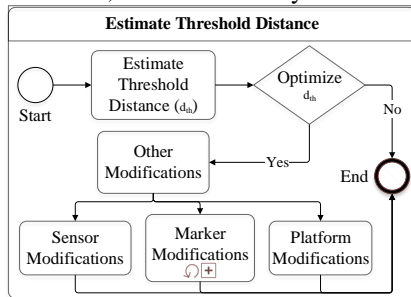 Estimate Threshold Distance
Estimate
Threshold
Distance (dth)
Optimize
dth
Start
No
Yes
Other
Modifications
End
Sensor
Modifications
Marker
Modifications
Platform
Modifications